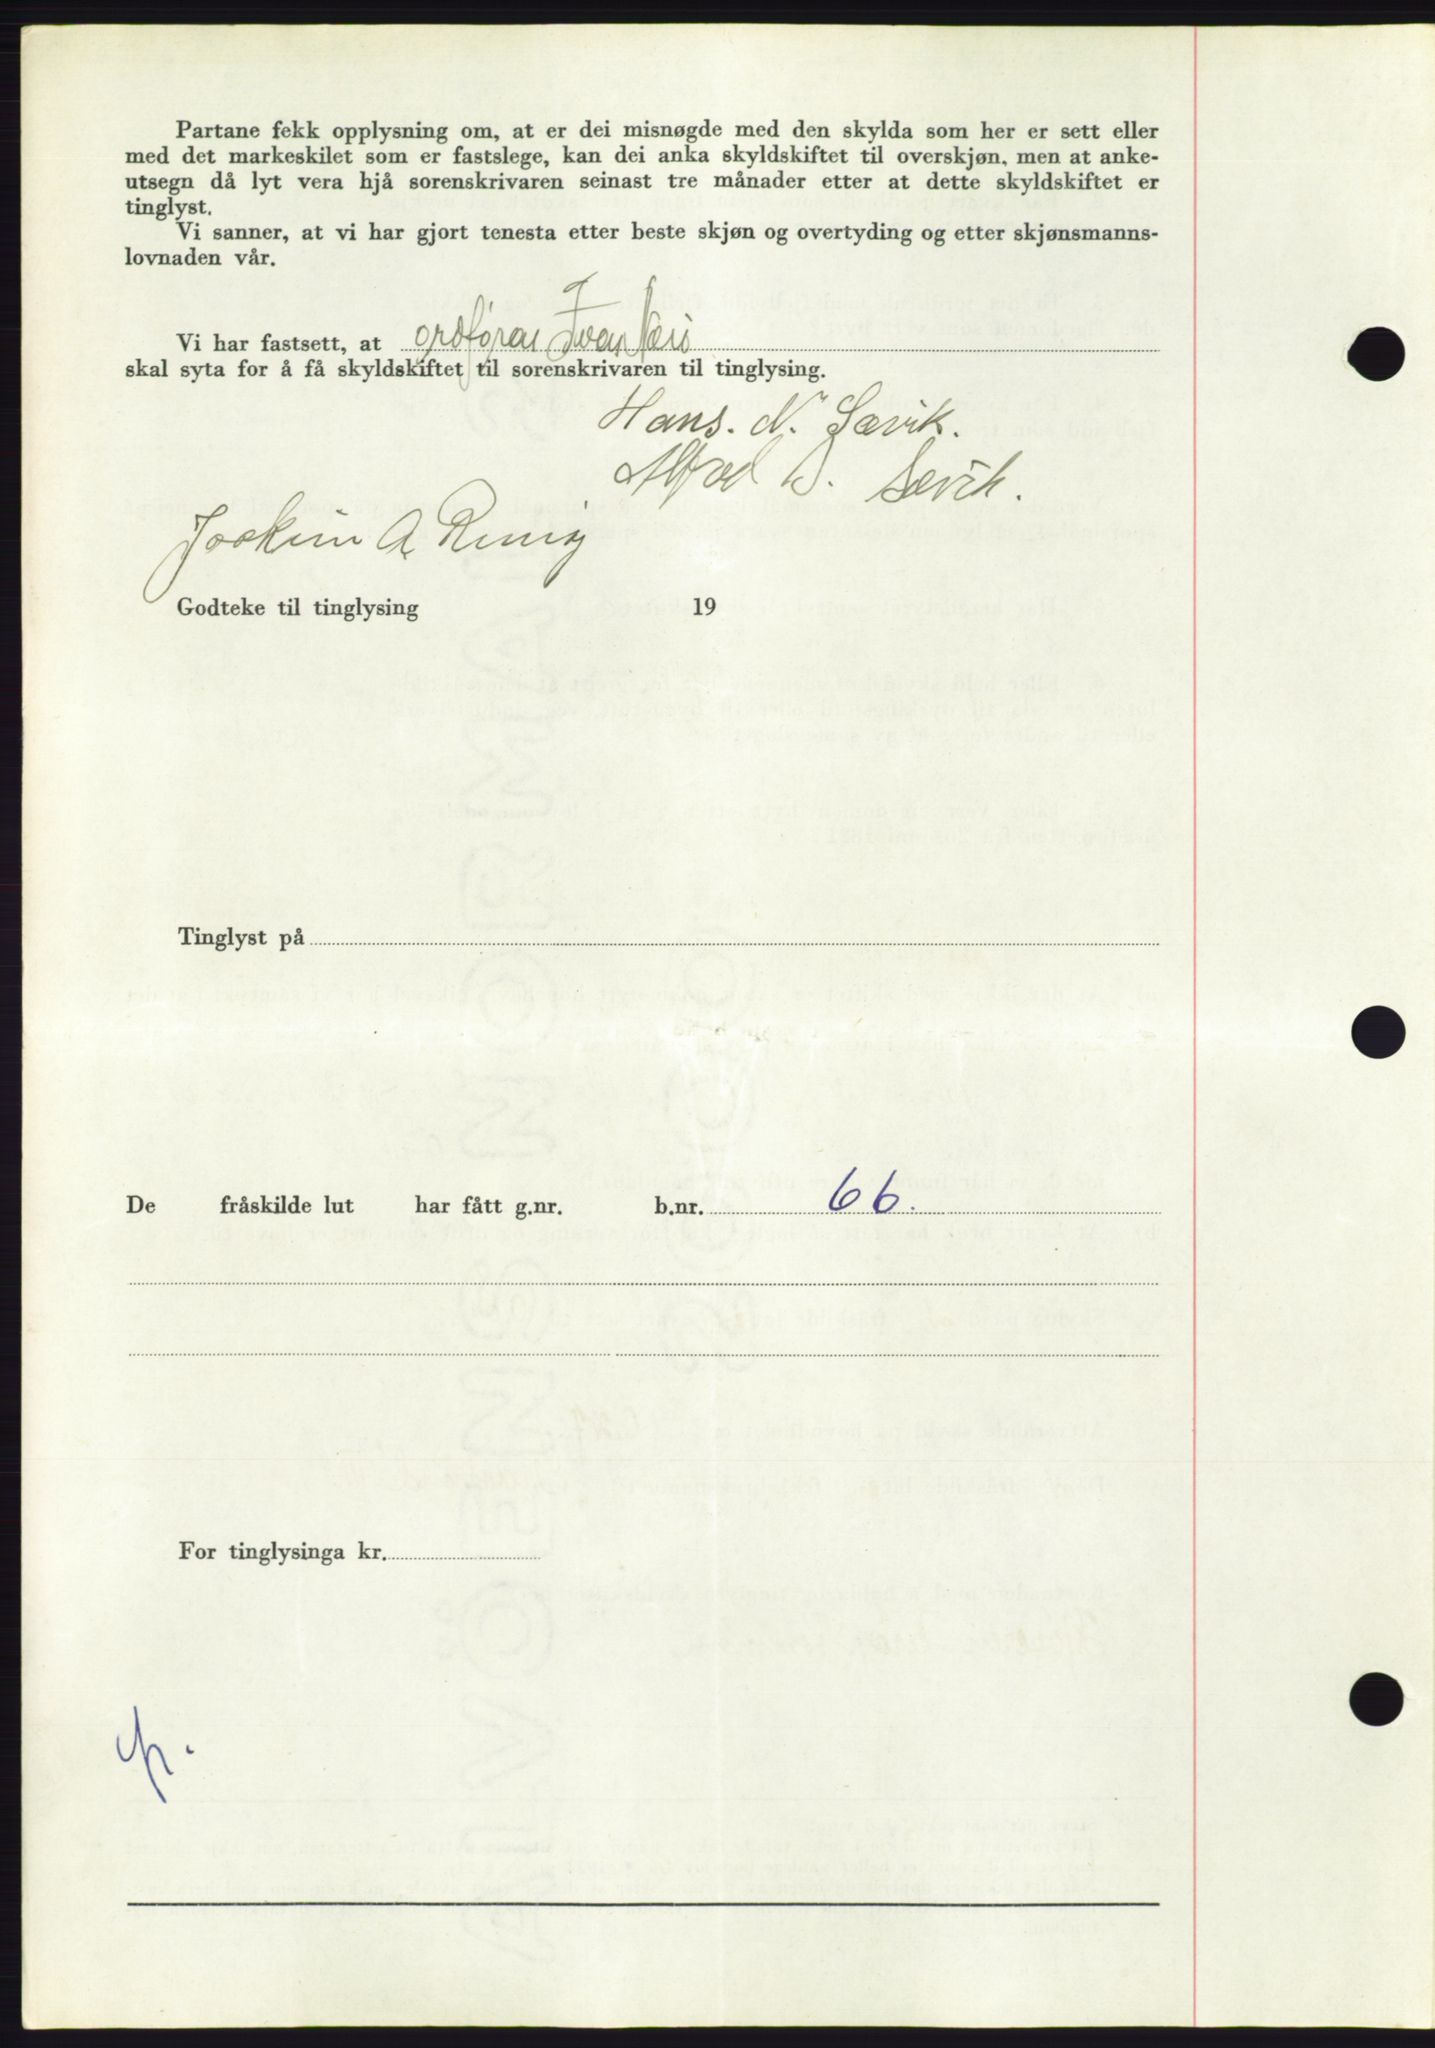 Partane fekk opplysning om, at er dei misnøgde med den skylda som her er sett eller
med det markeskilet som er fastslege, kan dei anka skyldskiftet til overskjøn, men at anke-
utsegn då lyt vera hjå sorenskrivaren seinast tre månader etter at dette skyldskiftet er
tinglyst.
Vi sanner, at vi har gjort tenesta etter beste skjøn og overtyding og etter skjønsmanns-
lovnaden vår.
Vi har fastsett, at ordførar Ivar
skal syta for å få skyldskiftet til sorenskrivaren til tinglysing.
Hans. N. Sævik.
Alfred D. Sævik.
Joakim A
Godteke til tinglysing 19
Tinglyst på
De fråskilde lut har fått g.nr. b.nr. 66.
For tinglysinga kr.